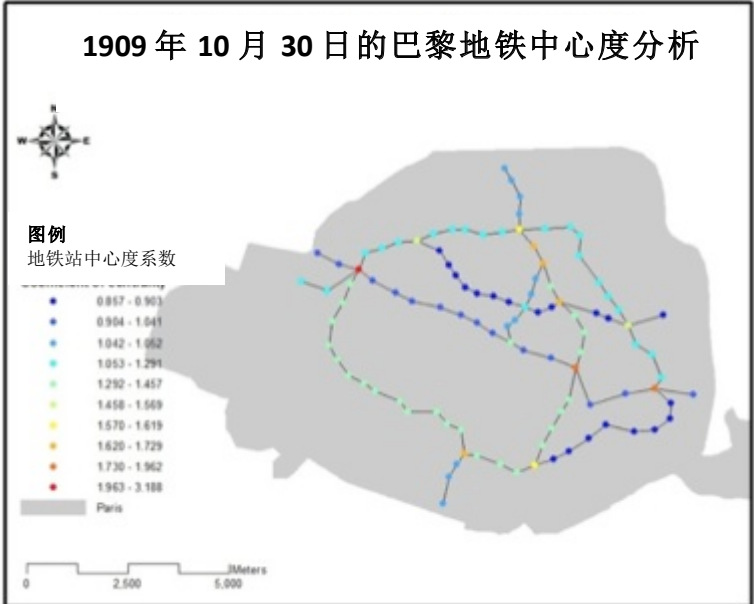 1909 年 10 月 30 日的巴黎地铁中心度分析
N
W E
S
图例
地铁站中心度系数
0.857 - 0.903
0.904 - 1.041
1.042 - 1.052
1.053 - 1.291
1.292 - 1.457
1.458 - 1.569
1.570 - 1.619
1.620 - 1.729
1.730 - 1.962
1.963 - 3.188
Paris
Meters
0 2,500 5,000